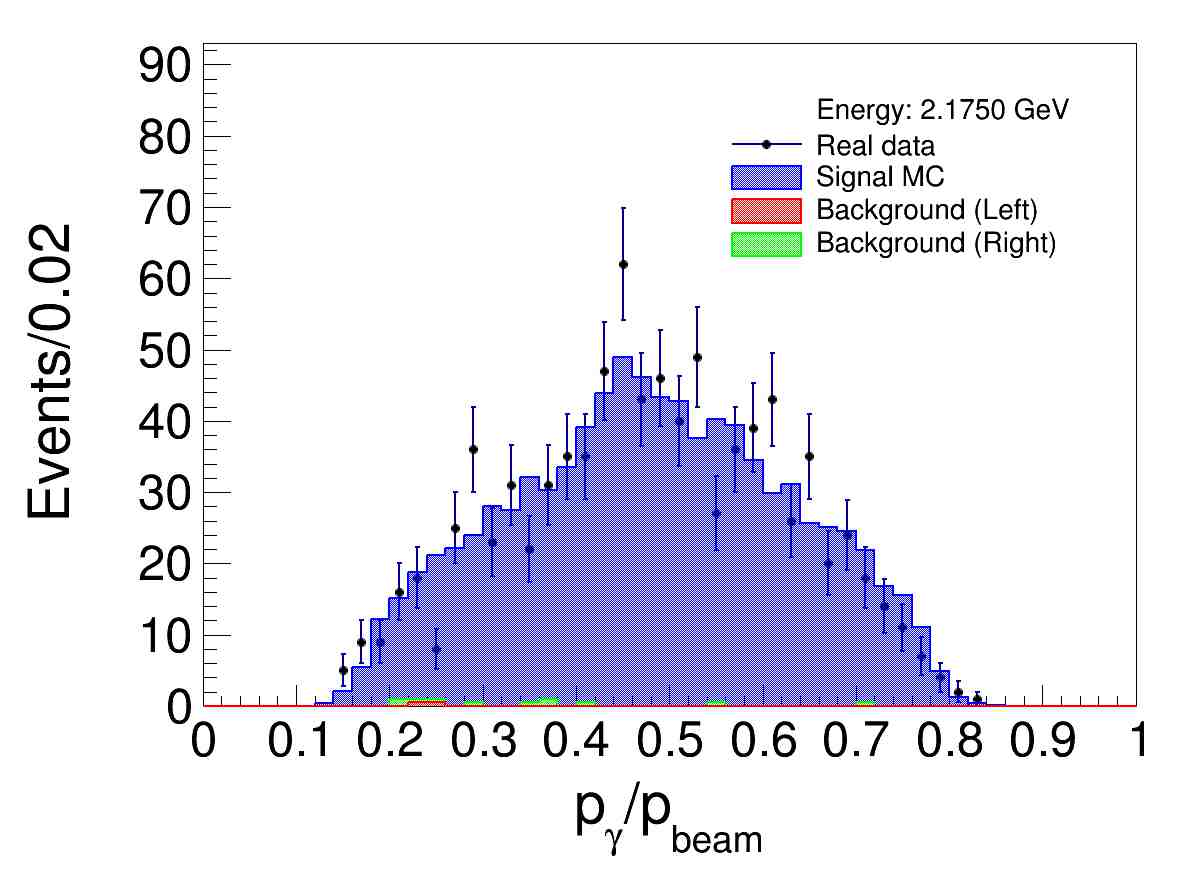 90
80
70
60
50
40
30
20
10
0
Events/0.02
Energy: 2.1750 GeV
Real data
Signal MC
Background (Left)
Background (Right)
0 0.1 0.2 0.3 0.4 0.5 0.6 0.7 0.8 0.9 1
pγ/pbeam